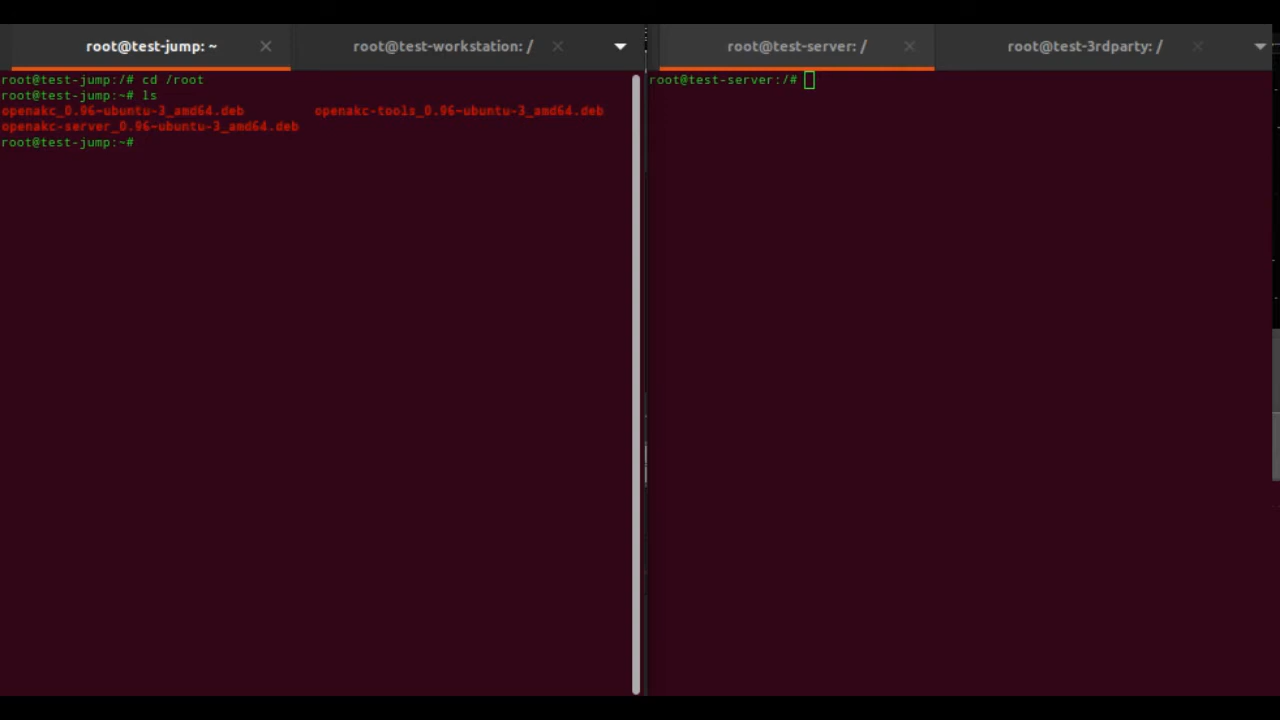 root@test-jump: ~
root@test-workstation: /
root@test-server: /
root@test-3rdparty: /
root@test-jump:/# cd /root
root@test-jump:~# ls
openakc_0.96-ubuntu-3_amd64.deb openakc-tools_0.96-ubuntu-3_amd64.deb
openakc-server_0.96-ubuntu-3_amd64.deb
root@test-jump:~#
root@test-server:/#